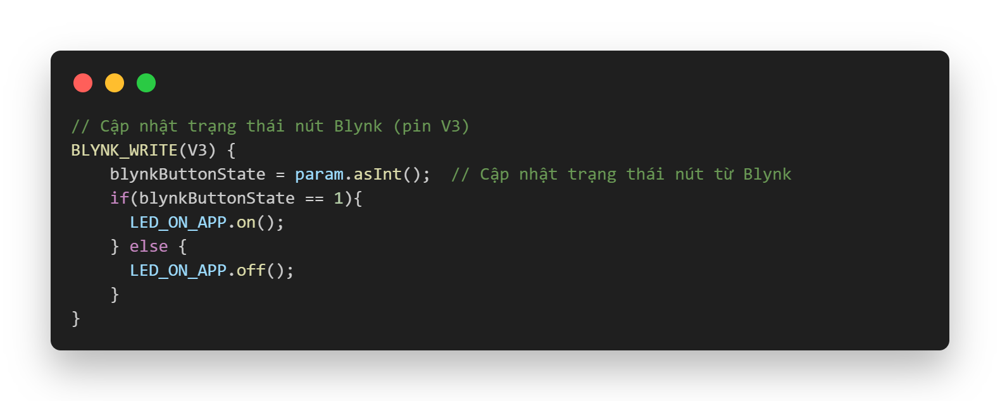 // Cập nhật trạng thái nút Blynk (pin V3)
BLYNK_WRITE(V3) {
    blynkButtonState = param.asInt();  // Cập nhật trạng thái nút từ Blynk
    if(blynkButtonState == 1){
      LED_ON_APP.on();
    } else {
      LED_ON_APP.off();
    }
}